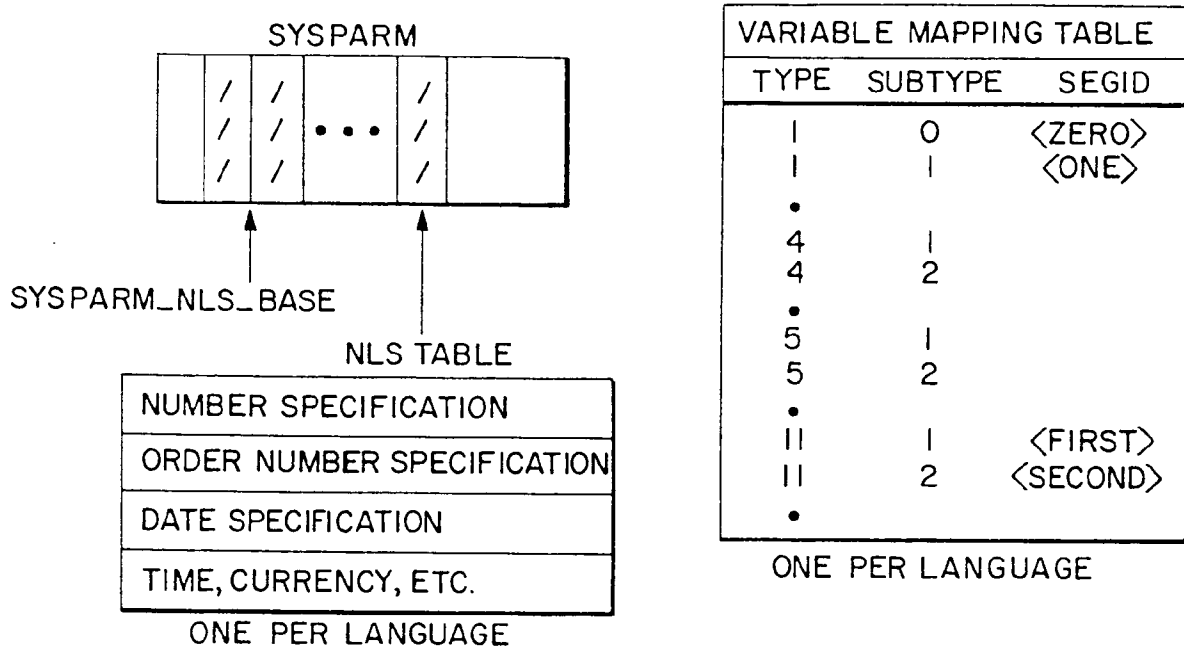 SYSPARM
/ / /
/ / • • • /
/ / /
SYSPARM_NLS_BASE
NLS TABLE
NUMBER SPECIFICATION
ORDER NUMBER SPECIFICATION
DATE SPECIFICATION
TIME, CURRENCY, ETC.
ONE PER LANGUAGE
VARIABLE MAPPING TABLE
TYPE SUBTYPE SEGID
1 0 <ZERO>
1 1 <ONE>
•
4 1
4 2
•
5 1
5 2
•
11 1 <FIRST>
11 2 <SECOND>
•
ONE PER LANGUAGE